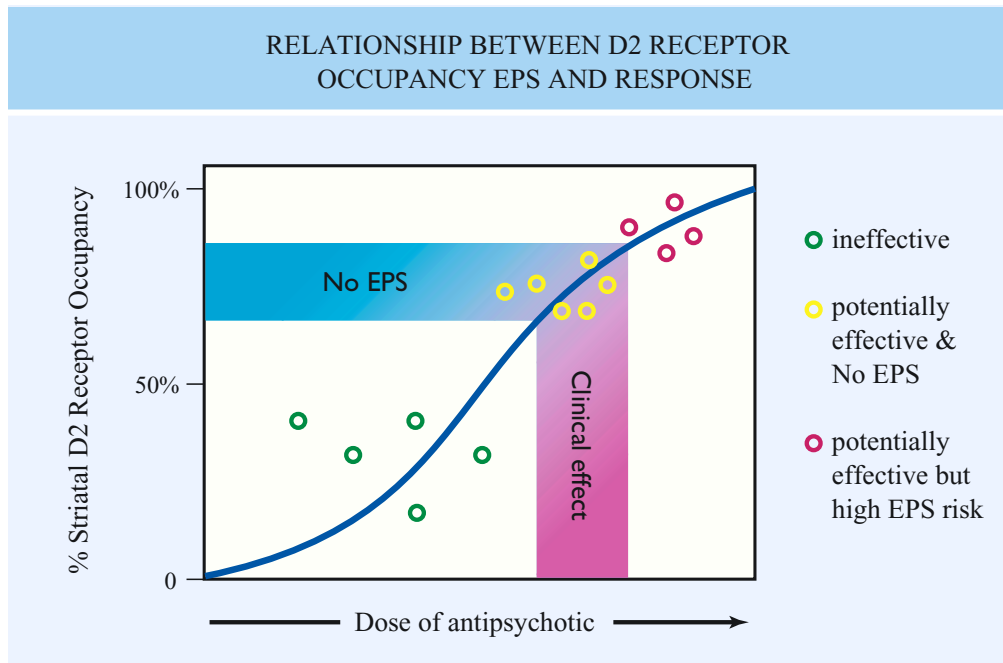 RELATIONSHIP BETWEEN D2 RECEPTOR
OCCUPANCY EPS AND RESPONSE
% Striatal D2 Receptor Occupancy
100%
50%
0
No EPS
Clinical effect
Dose of antipsychotic
ineffective
potentially
effective &
No EPS
potentially
effective but
high EPS risk